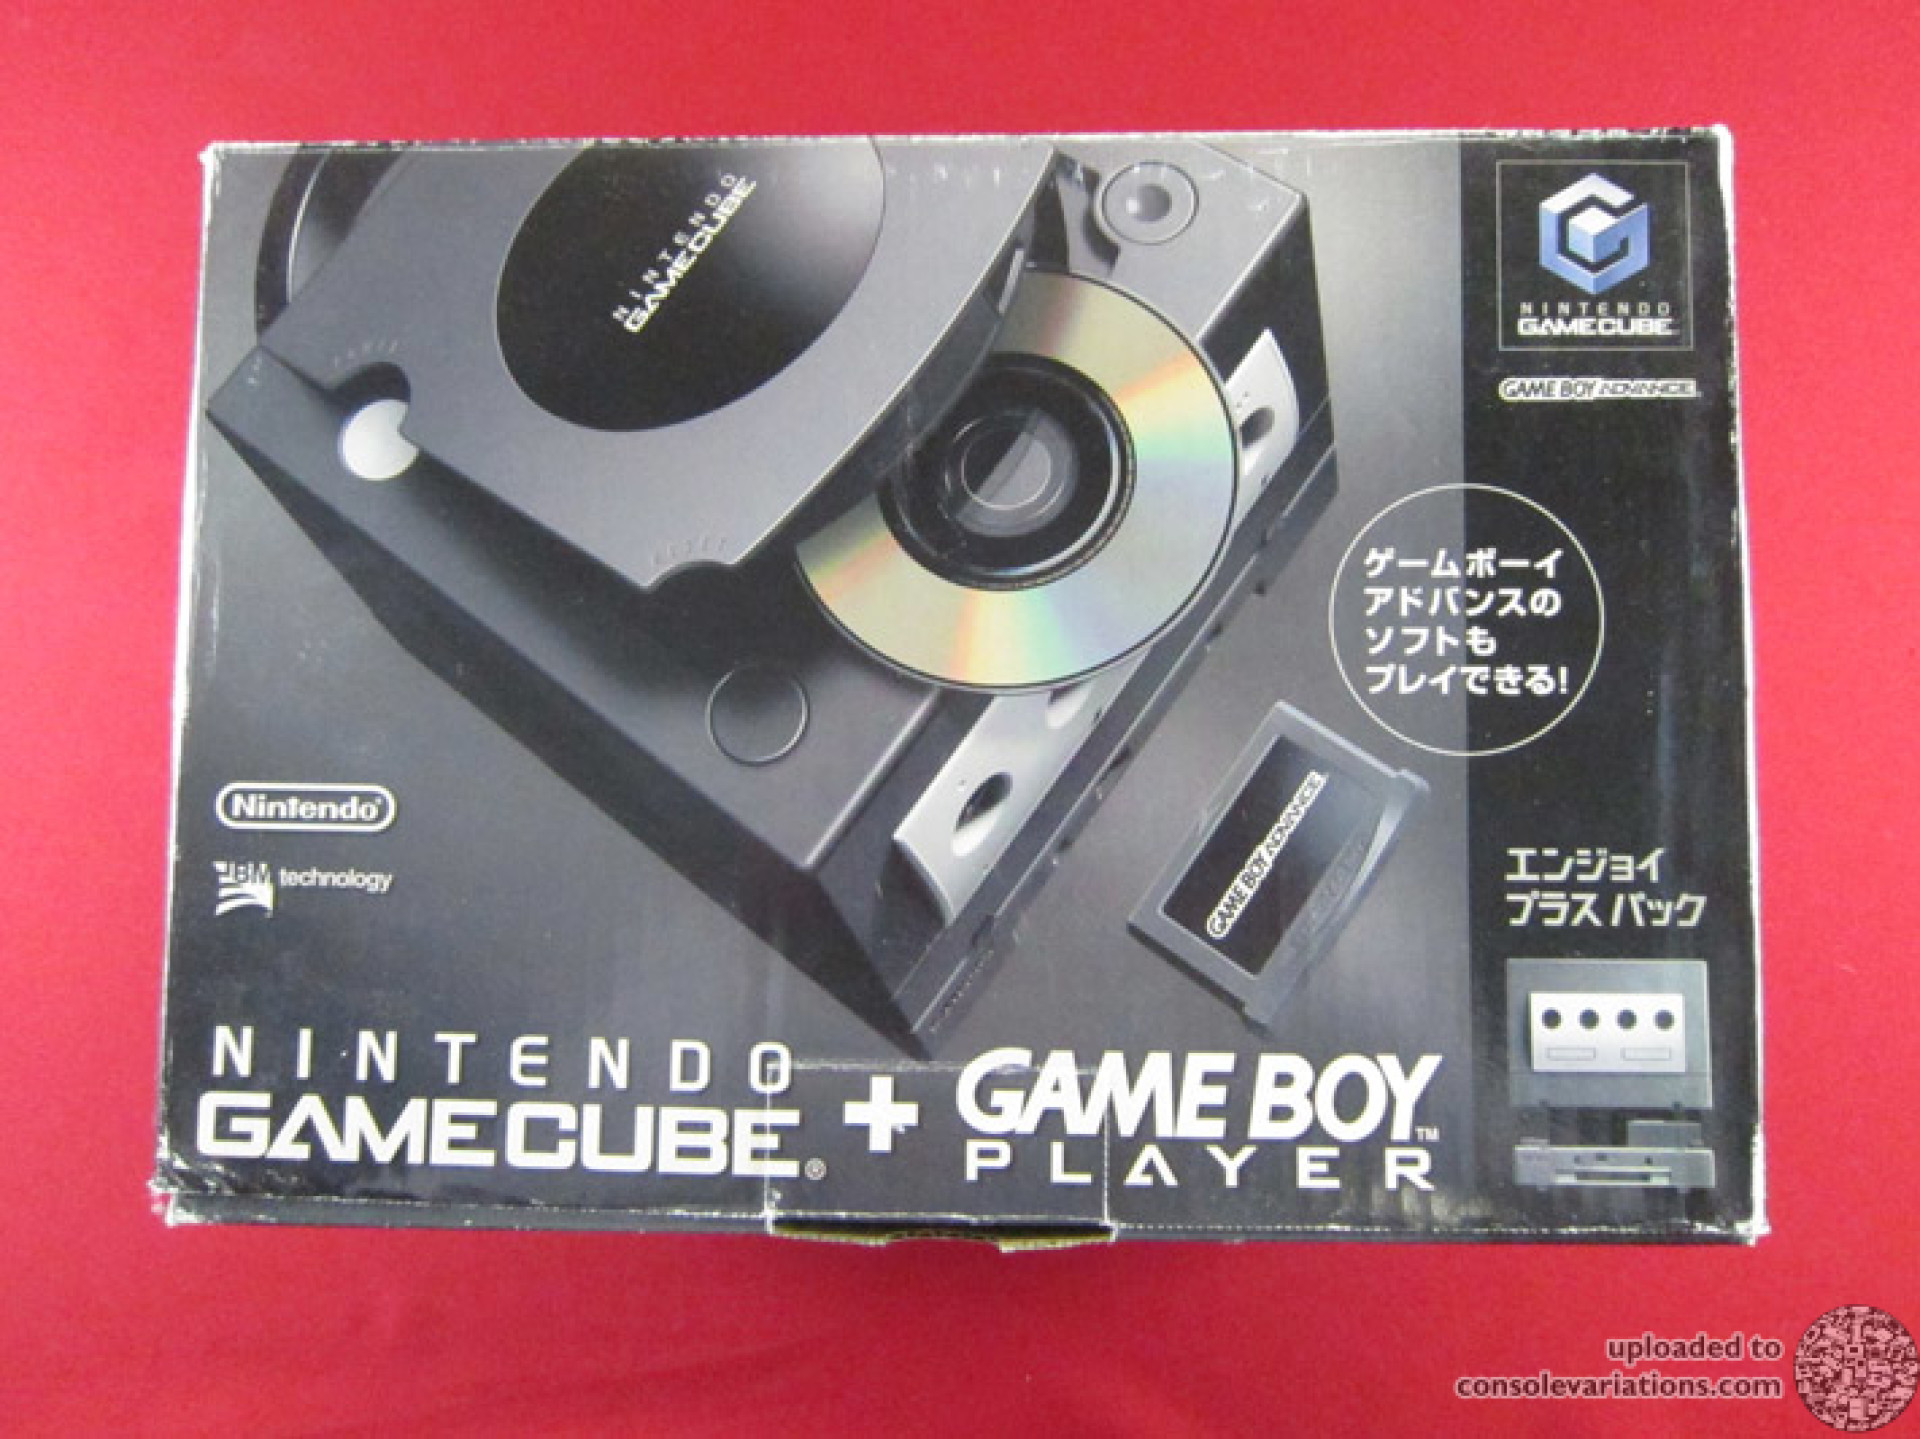 NINTENDO
GAMECUBE
NINTENDO
GAMECUBE
GAME BOY ADVANCE
ゲームボーイ
アドバンスの
ソフトも
プレイできる!
Nintendo®
IBM technology
GAME BOY ADVANCE
エンジョイ
プラスパック
NINTENDO
GAMECUBE® + GAME BOY™
PLAYER
uploaded to
consolevariations.com